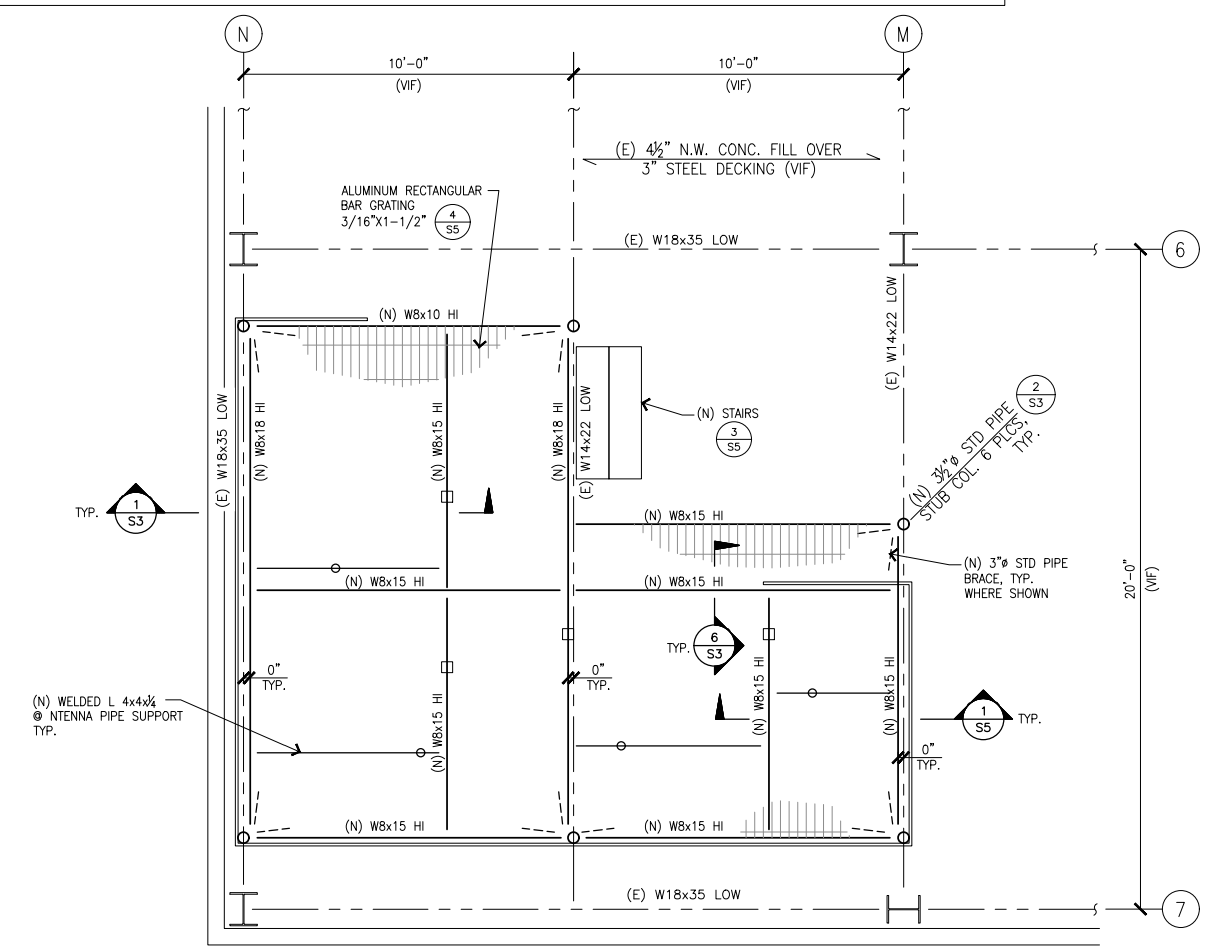 N
M
10'-0"
(VIF)
10'-0"
(VIF)
(E) 4½" N.W. CONC. FILL OVER
3" STEEL DECKING (VIF)
ALUMINUM RECTANGULAR
BAR GRATING
3/16"X1-1/2"
4
S5
(E) W18x35 LOW
6
(N) W8x10 HI
(E) W14x22 LOW
(E) W18x35 LOW
(N) W8x18 HI
(N) W8x15 HI
(N) W8x18 HI
(E) W14x22 LOW
(N) STAIRS
3
S5
2
S3
(N) 3½"ø STD PIPE
STUB COL. 6 PLCS,
TYP.
TYP.
1
S3
(N) W8x15 HI
(N) 3"ø STD PIPE
BRACE, TYP.
WHERE SHOWN
20'-0"
(VIF)
(N) W8x15 HI
(N) W8x15 HI
TYP.
6
S3
0"
TYP.
0"
TYP.
(N) WELDED L 4x4x¼
@ NTENNA PIPE SUPPORT
TYP.
(N) W8x15 HI
(N) W8x15 HI
(N) W8x15 HI
1
S5
TYP.
0"
TYP.
(N) W8x15 HI
(N) W8x15 HI
(E) W18x35 LOW
7